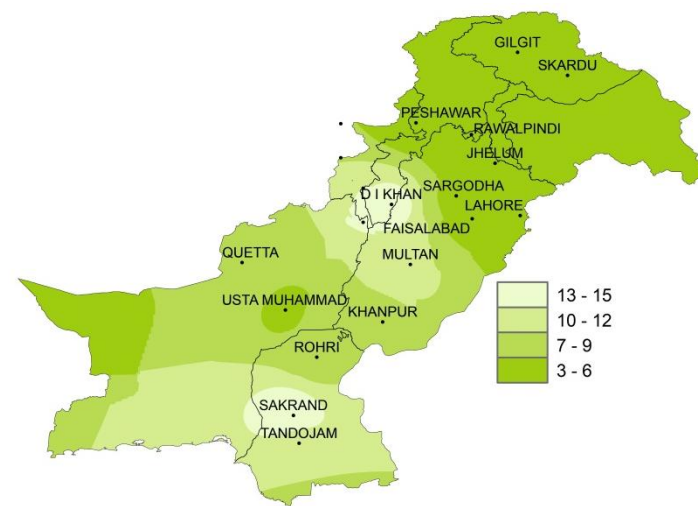 GILGIT
SKARDU
PESHAWAR
RAWALPINDI
JHELUM
D I KHAN
SARGODHA
LAHORE
FAISALABAD
QUETTA
MULTAN
USTA MUHAMMAD
KHANPUR
ROHRI
SAKRAND
TANDOJAM
13 - 15
10 - 12
7 - 9
3 - 6